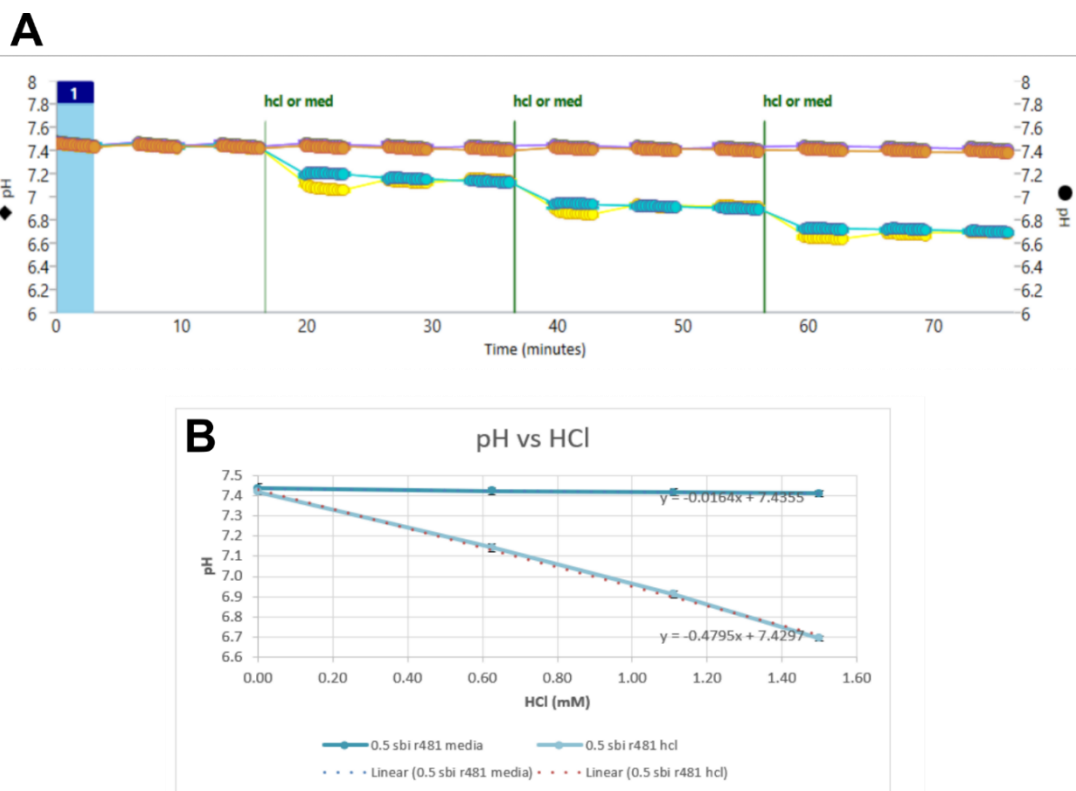 A
8 8
7.8 1 hcl or med hcl or med hcl or med 7.8
7.6 7.6
7.4 7.4
7.2 7.2
pH 7 7 pH
6.8 6.8
6.6 6.6
6.4 6.4
6.2 6.2
6 6
0 10 20 30 40 50 60 70
Time (minutes)
B
pH vs HCl
7.5
7.4 y = -0.0164x + 7.4355
7.3
7.2
7.1
pH 7.0
6.9
6.8
6.7 y = -0.4795x + 7.4297
6.6
0.00 0.20 0.40 0.60 0.80 1.00 1.20 1.40 1.60
HCl (mM)
0.5 sbi r481 media 0.5 sbi r481 hcl
Linear (0.5 sbi r481 media) Linear (0.5 sbi r481 hcl)